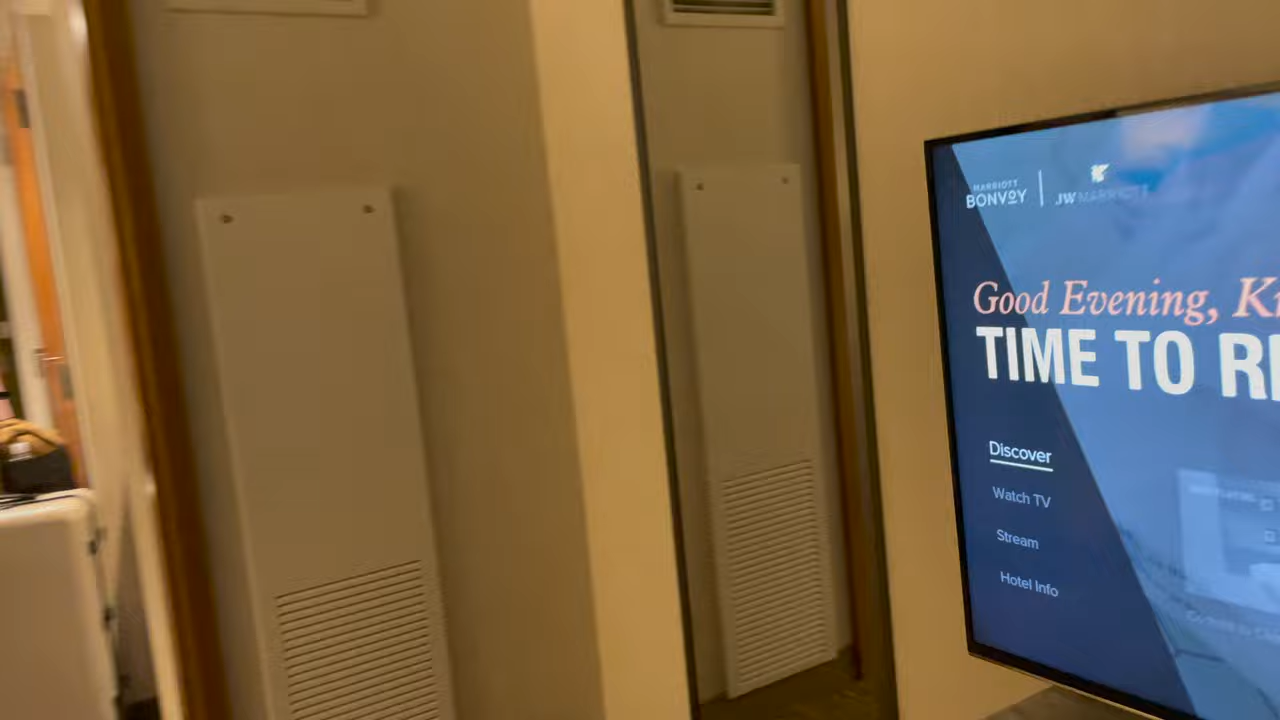 MARRIOTT
BONVOY
JW MARRIOTT
Good Evening,
TIME TO
Discover
Watch TV
Stream
Hotel Info